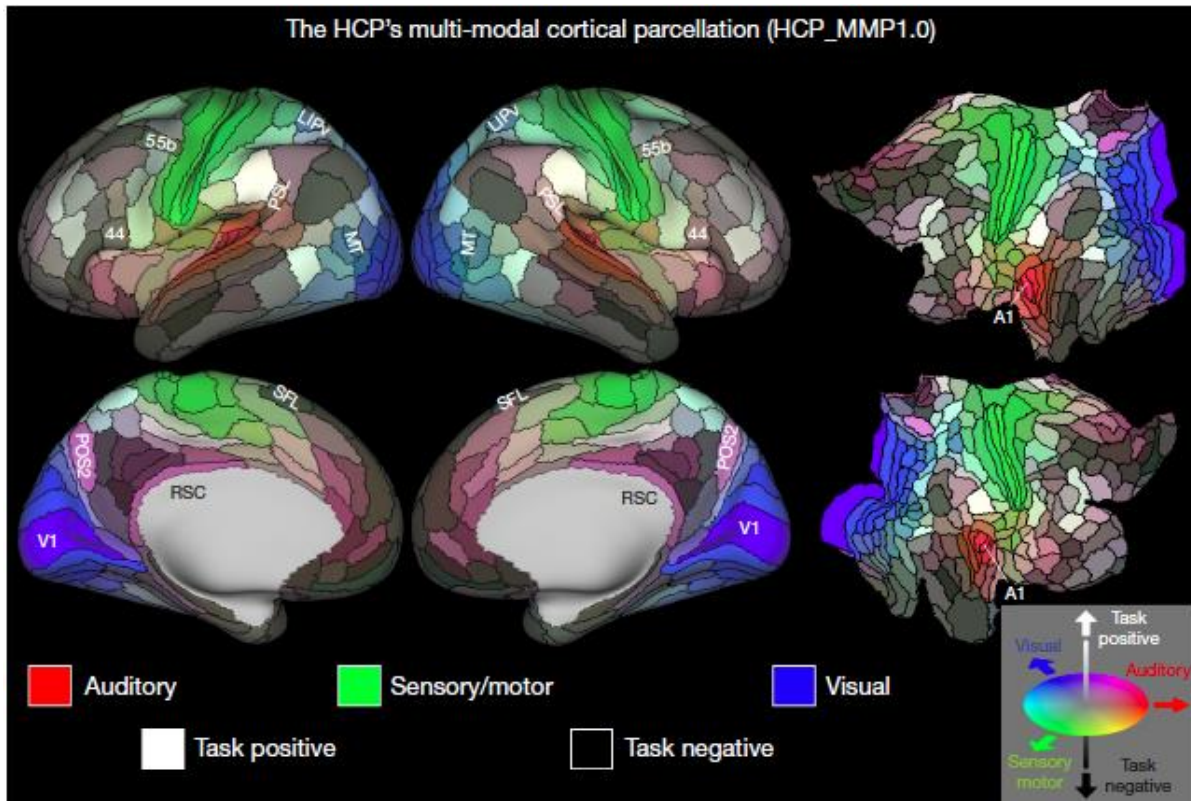 The HCP's multi-modal cortical parcellation (HCP_MMP1.0)
LIPv
55b
PSL
44
MT
LIPv
55b
PSL
MT
44
A1
SFL
POS2
RSC
V1
SFL
POS2
RSC
V1
A1
Auditory
Sensory/motor
Visual
Task positive
Task negative
Task
positive
Visual
Auditory
Sensory
motor
Task
negative